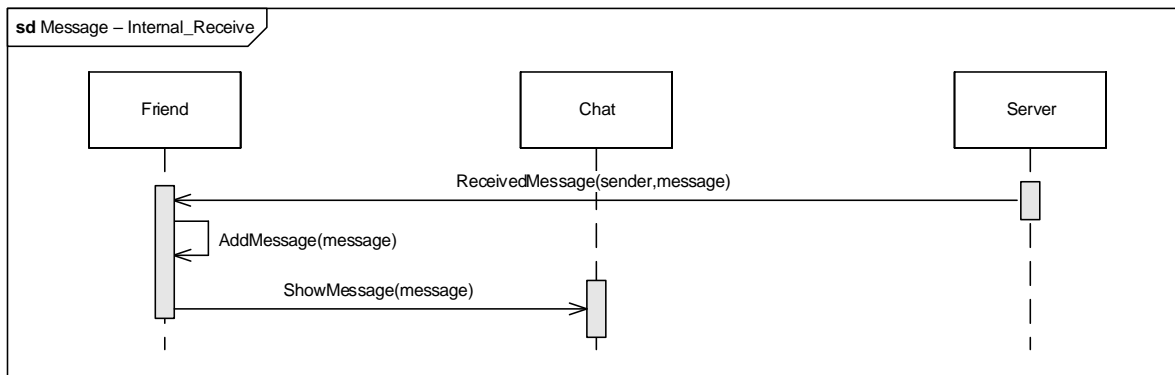 sd Message – Internal_Receive
Friend
Chat
Server
ReceivedMessage(sender,message)
AddMessage(message)
ShowMessage(message)